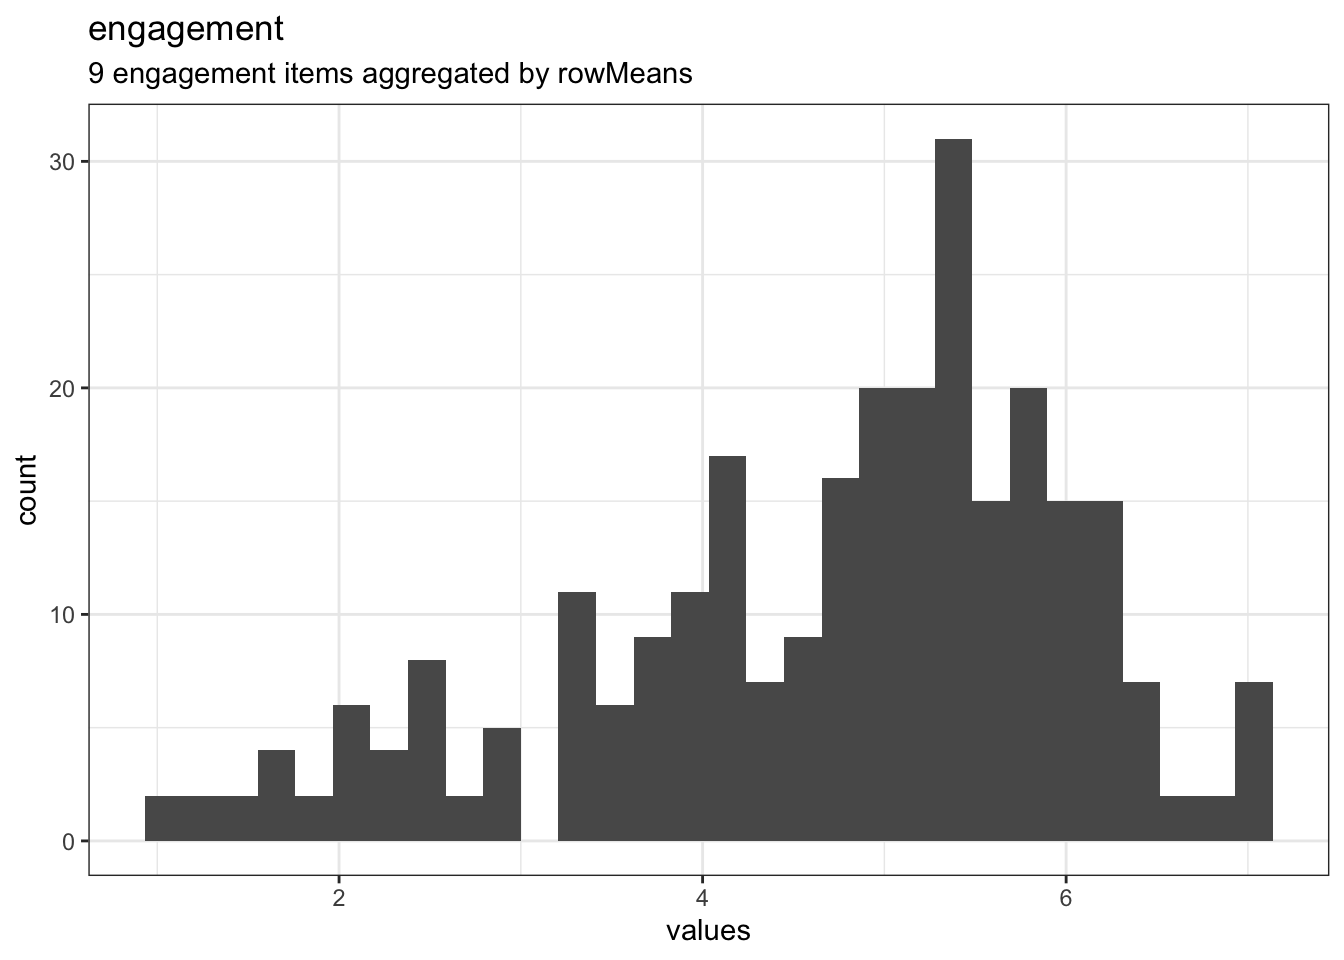 engagement
9 engagement items aggregated by rowMeans
30
20
10
0
count
2 4 6
values